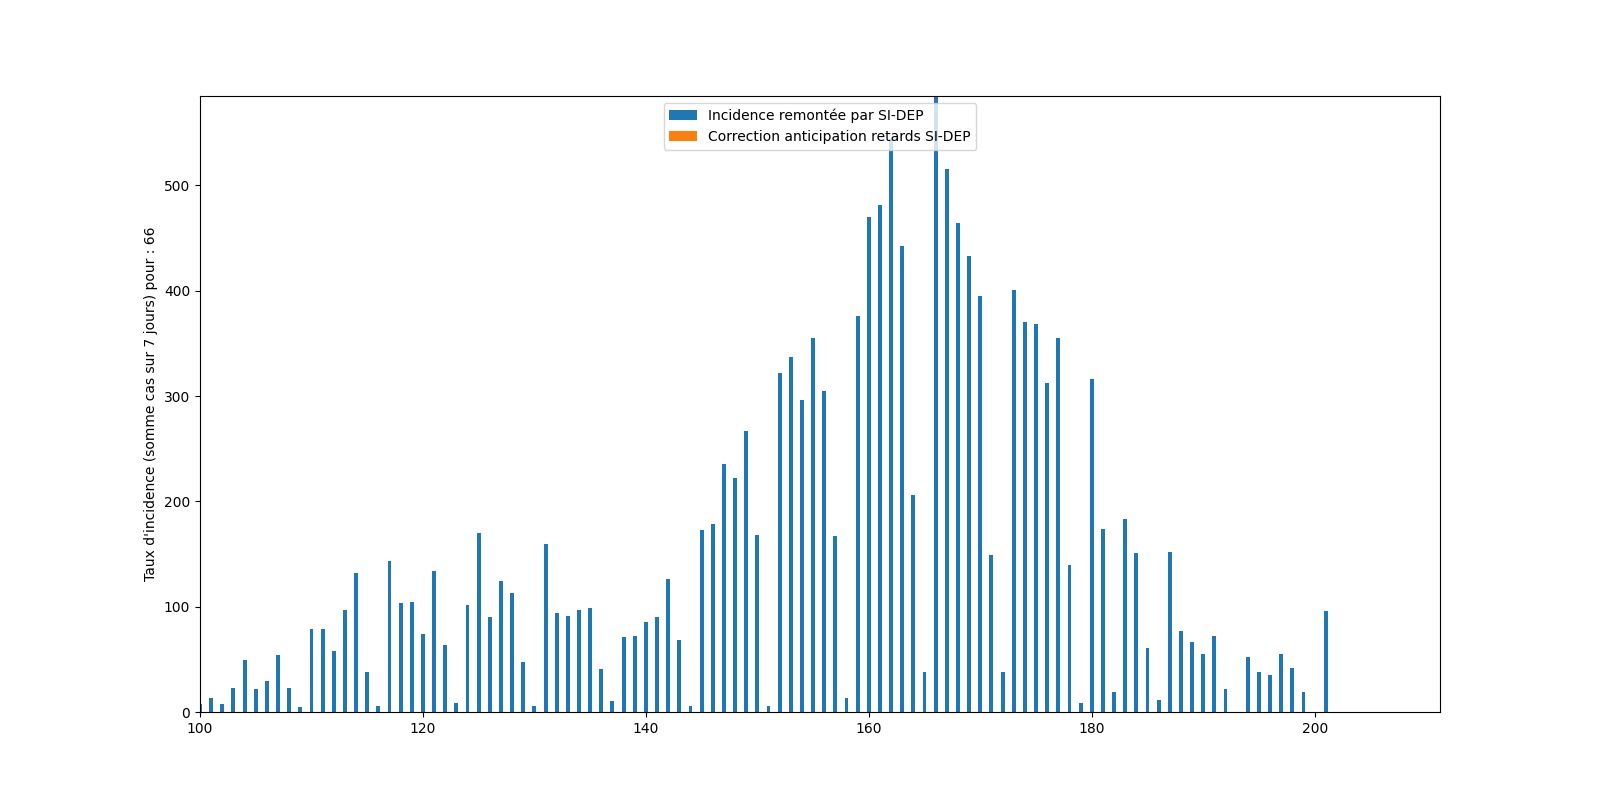 Incidence remontée par SI-DEP
Correction anticipation retards SI-DEP
Taux d'incidence (somme cas sur 7 jours) pour : 66
500
400
300
200
100
0
100 120 140 160 180 200